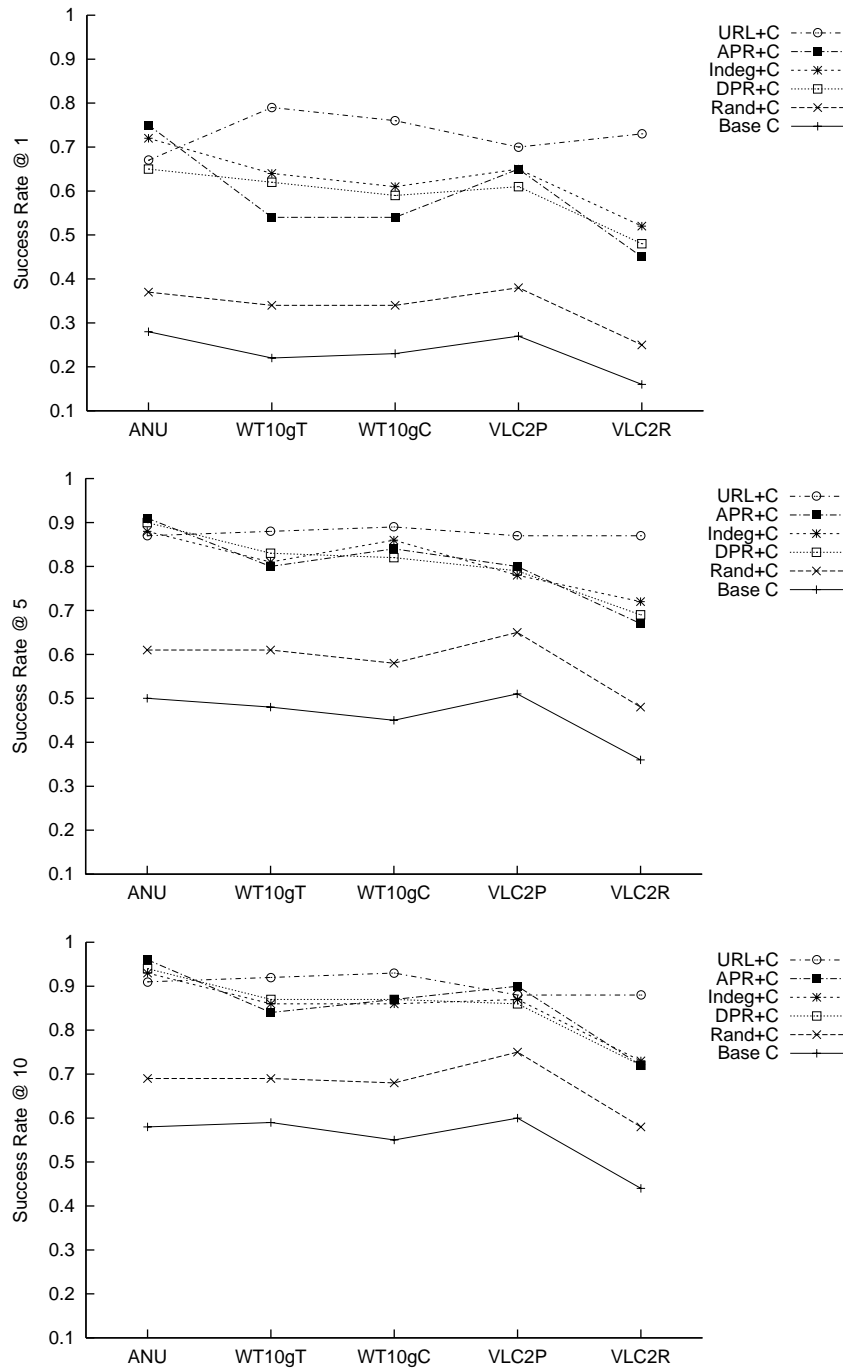 1
0.9
0.8
0.7
0.6
0.5
0.4
0.3
0.2
0.1
Success Rate @ 1
ANU WT10gT WT10gC VLC2P VLC2R
URL+C
APR+C
Indeg+C
DPR+C
Rand+C
Base C
1
0.9
0.8
0.7
0.6
0.5
0.4
0.3
0.2
0.1
Success Rate @ 5
ANU WT10gT WT10gC VLC2P VLC2R
URL+C
APR+C
Indeg+C
DPR+C
Rand+C
Base C
1
0.9
0.8
0.7
0.6
0.5
0.4
0.3
0.2
0.1
Success Rate @ 10
ANU WT10gT WT10gC VLC2P VLC2R
URL+C
APR+C
Indeg+C
DPR+C
Rand+C
Base C